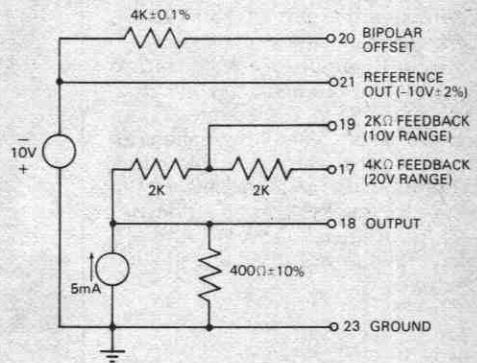 4K±0.1%
20 BIPOLAR
OFFSET
21 REFERENCE
OUT (–10V±2%)
19 2KΩ FEEDBACK
(10V RANGE)
–
10V
+
2K
2K
17 4KΩ FEEDBACK
(20V RANGE)
18 OUTPUT
5mA
400Ω±10%
23 GROUND